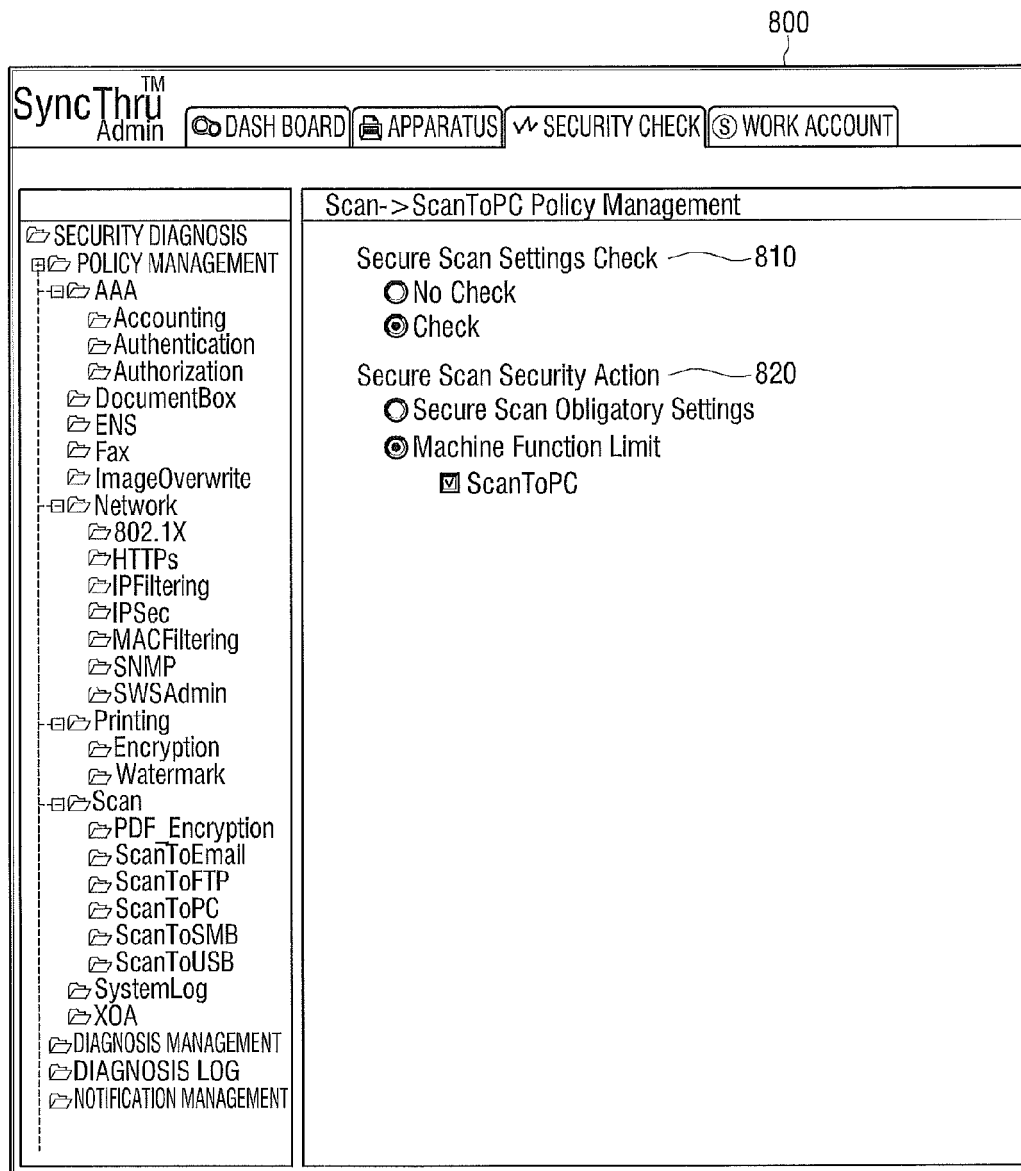 800
SyncThru™
Admin
DASH BOARD
APPARATUS
SECURITY CHECK
Ⓢ WORK ACCOUNT
SECURITY DIAGNOSIS
POLICY MANAGEMENT
AAA
Accounting
Authentication
Authorization
DocumentBox
ENS
Fax
ImageOverwrite
Network
802.1X
HTTPs
IPFiltering
IPSec
MACFiltering
SNMP
SWSAdmin
Printing
Encryption
Watermark
Scan
PDF_Encryption
ScanToEmail
ScanToFTP
ScanToPC
ScanToSMB
ScanToUSB
SystemLog
XOA
DIAGNOSIS MANAGEMENT
DIAGNOSIS LOG
NOTIFICATION MANAGEMENT
Scan->ScanToPC Policy Management
Secure Scan Settings Check 810
No Check
Check
Secure Scan Security Action 820
Secure Scan Obligatory Settings
Machine Function Limit
ScanToPC